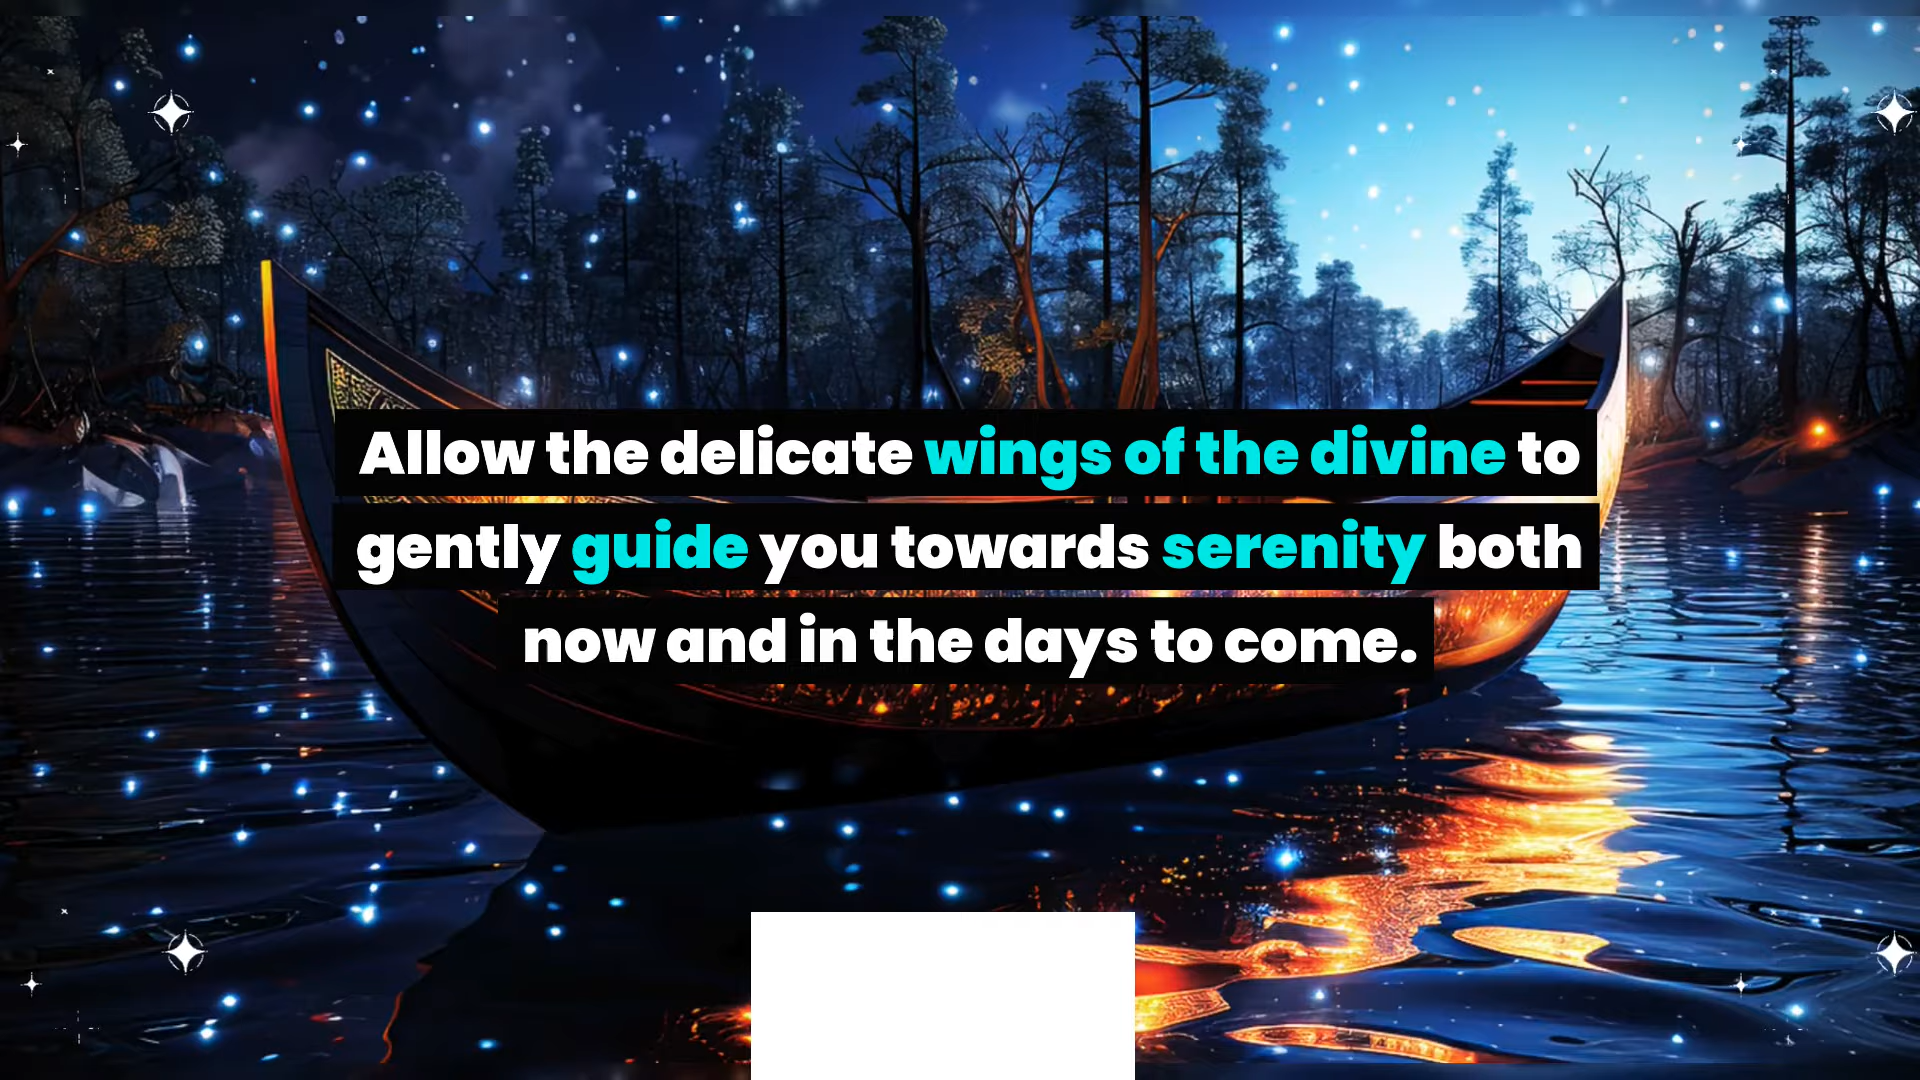 Allow the delicate wings of the divine to
gently guide you towards serenity both
now and in the days to come.